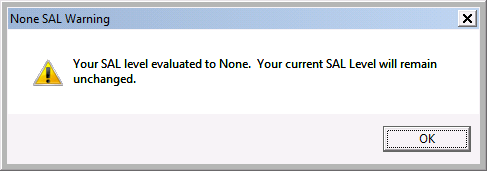 None SAL Warning
Your SAL level evaluated to None.  Your current SAL Level will remain
unchanged.
OK